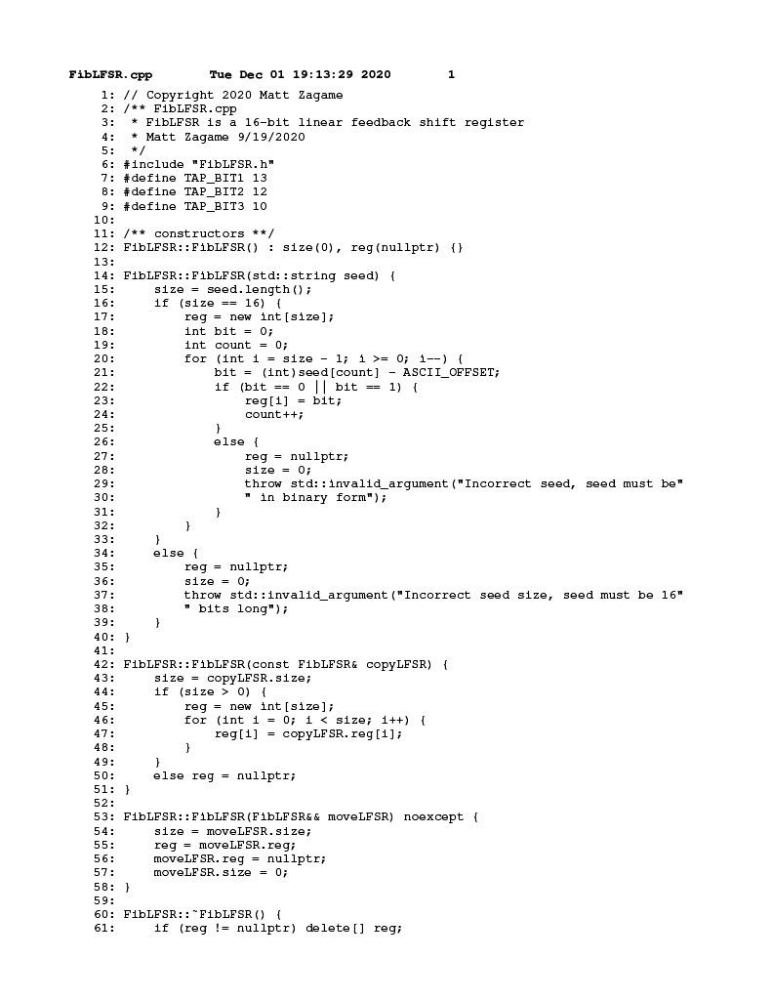 FibLFSR.cpp Tue Dec 01 19:13:29 2020 1
1: // Copyright 2020 Matt Zagame
2: /** FibLFSR.cpp
3:  * FibLFSR is a 16-bit linear feedback shift register
4:  * Matt Zagame 9/19/2020
5:  */
6: #include "FibLFSR.h"
7: #define TAP_BIT1 13
8: #define TAP_BIT2 12
9: #define TAP_BIT3 10
10:
11: /** constructors **/
12: FibLFSR::FibLFSR() : size(0), reg(nullptr) {}
13:
14: FibLFSR::FibLFSR(std::string seed) {
15:     size = seed.length();
16:     if (size == 16) {
17:         reg = new int[size];
18:         int bit = 0;
19:         int count = 0;
20:         for (int i = size - 1; i >= 0; i--) {
21:             bit = (int)seed[count] - ASCII_OFFSET;
22:             if (bit == 0 || bit == 1) {
23:                 reg[i] = bit;
24:                 count++;
25:             }
26:             else {
27:                 reg = nullptr;
28:                 size = 0;
29:                 throw std::invalid_argument("Incorrect seed, seed must be"
30:                 " in binary form");
31:             }
32:         }
33:     }
34:     else {
35:         reg = nullptr;
36:         size = 0;
37:         throw std::invalid_argument("Incorrect seed size, seed must be 16"
38:         " bits long");
39:     }
40: }
41:
42: FibLFSR::FibLFSR(const FibLFSR& copyLFSR) {
43:     size = copyLFSR.size;
44:     if (size > 0) {
45:         reg = new int[size];
46:         for (int i = 0; i < size; i++) {
47:             reg[i] = copyLFSR.reg[i];
48:         }
49:     }
50:     else reg = nullptr;
51: }
52:
53: FibLFSR::FibLFSR(FibLFSR&& moveLFSR) noexcept {
54:     size = moveLFSR.size;
55:     reg = moveLFSR.reg;
56:     moveLFSR.reg = nullptr;
57:     moveLFSR.size = 0;
58: }
59:
60: FibLFSR::~FibLFSR() {
61:     if (reg != nullptr) delete[] reg;